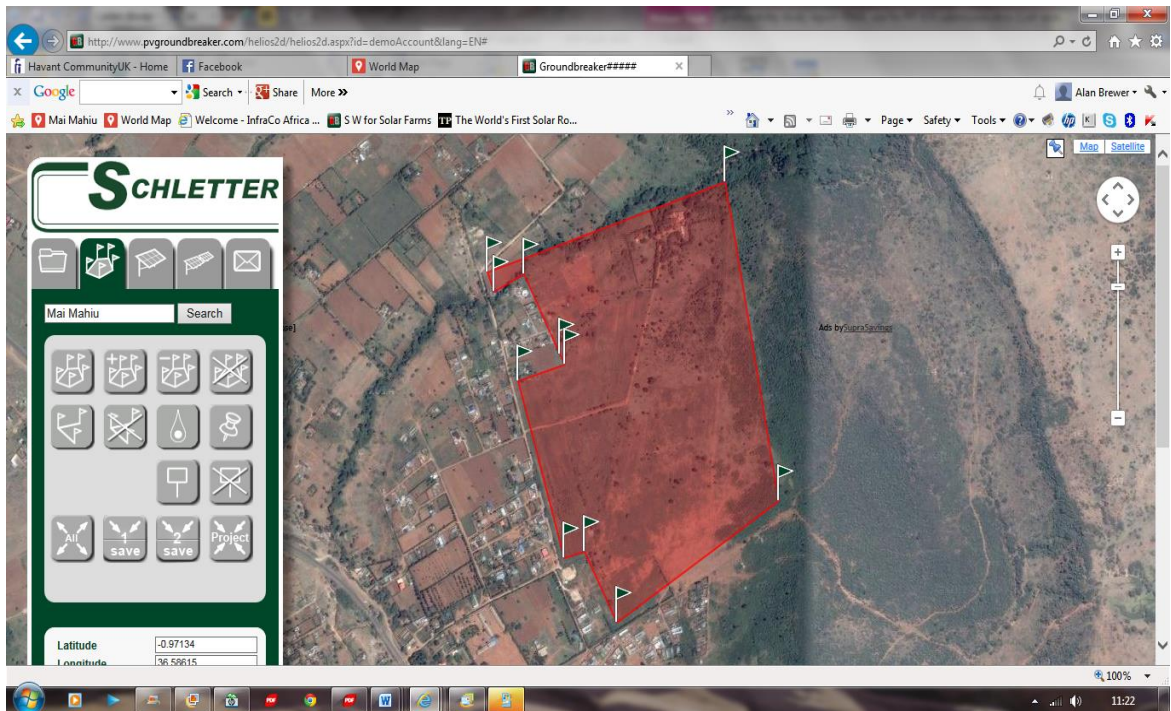 http://www.pvgroundbreaker.com/helios2d/helios2d.aspx?id=demoAccount&lang=EN#
Havant CommunityUK - Home
Facebook
World Map
Groundbreaker#####
x Google
Search
Share
More »
Alan Brewer
Mai Mahiu
World Map
Welcome - InfraCo Africa ...
S W for Solar Farms
The World's First Solar Ro...
Page
Safety
Tools
Map
Satellite
SCHLETTER
Mai Mahiu
Search
se]
Ads by SupraSavings
All
1 save
2 save
Project
Latitude
-0.97134
Longitude
36.58615
100%
11:22